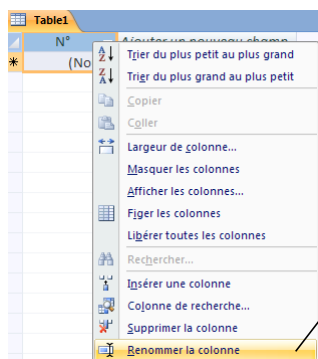 Table1
N° Ajouter un nouveau champ
(No
Trier du plus petit au plus grand
Trier du plus grand au plus petit
Copier
Coller
Largeur de colonne...
Masquer les colonnes
Afficher les colonnes...
Figer les colonnes
Libérer toutes les colonnes
Rechercher...
Insérer une colonne
Colonne de recherche...
Supprimer la colonne
Renommer la colonne